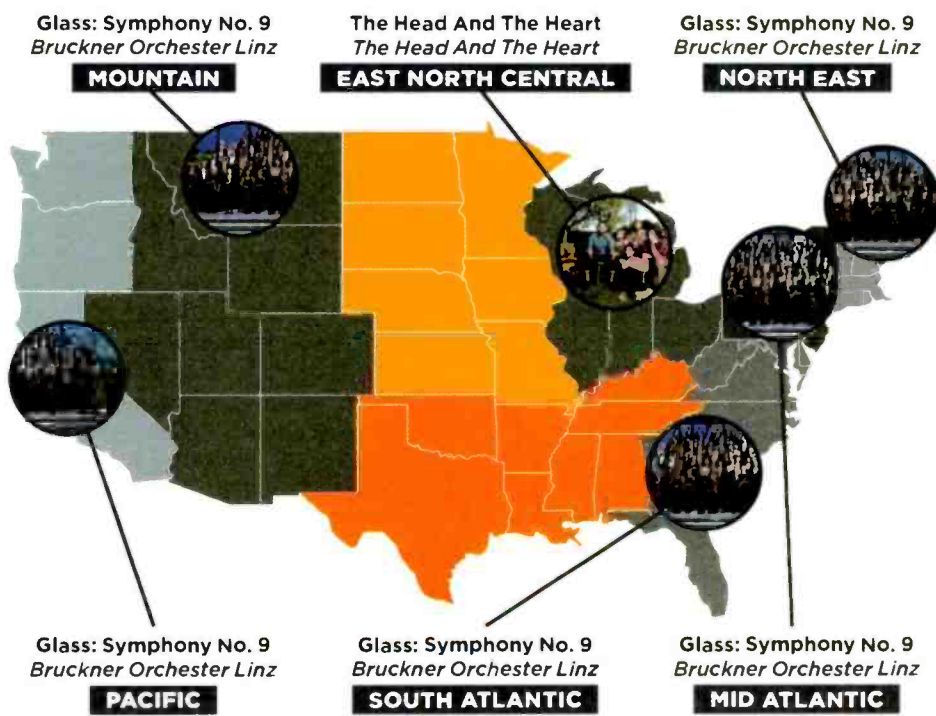 Glass: Symphony No. 9
Bruckner Orchester Linz
MOUNTAIN
The Head And The Heart
The Head And The Heart
EAST NORTH CENTRAL
Glass: Symphony No. 9
Bruckner Orchester Linz
NORTH EAST
Glass: Symphony No. 9
Bruckner Orchester Linz
PACIFIC
Glass: Symphony No. 9
Bruckner Orchester Linz
SOUTH ATLANTIC
Glass: Symphony No. 9
Bruckner Orchester Linz
MID ATLANTIC